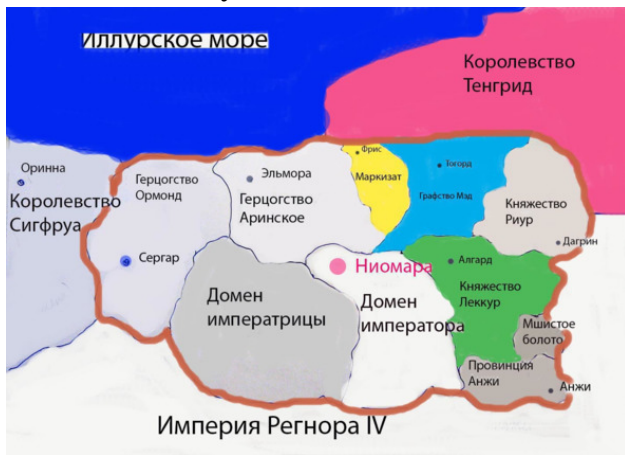 Иллурское море
Королевство
Тенгрид
Оринна
Королевство
Сигфруа
Герцогство
Ормонд
Сергар
Эльмора
Герцогство
Аринское
Фрис
Маркизат
Гохорд
Графство Мэд
Княжество
Риур
Дагрин
Ниомара
Алгард
Княжество
Леккур
Домен
императрицы
Домен
императора
Мшистое
болото
Провинция
Анжи
Анжи
Империя Регнора IV